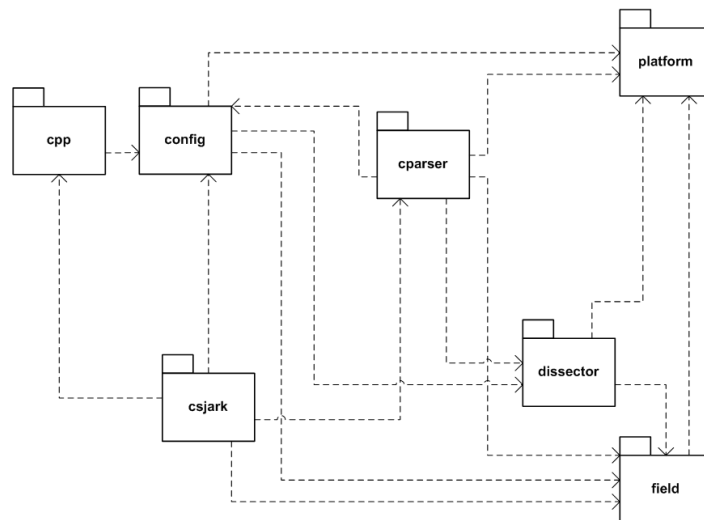 platform
cpp
config
cparser
dissector
csjark
field